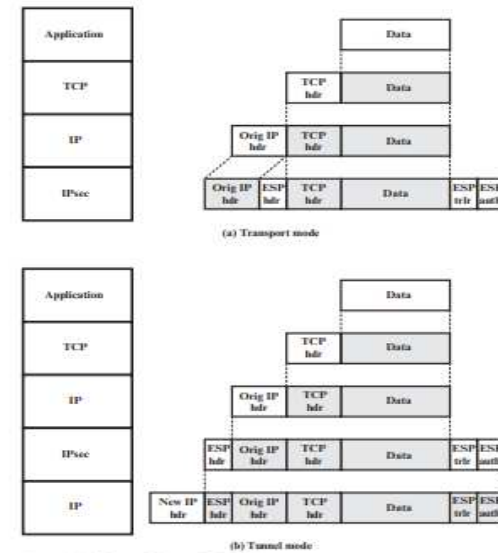 Application
Data
TCP
TCP hdr
Data
IP
Orig IP hdr
TCP hdr
Data
IPsec
Orig IP hdr
ESP hdr
TCP hdr
Data
ESP trlr
ESP auth
(a) Transport mode
Application
Data
TCP
TCP hdr
Data
IP
Orig IP hdr
TCP hdr
Data
IPsec
ESP hdr
Orig IP hdr
TCP hdr
Data
ESP trlr
ESP auth
IP
New IP hdr
ESP hdr
Orig IP hdr
TCP hdr
Data
ESP trlr
ESP auth
(b) Tunnel mode